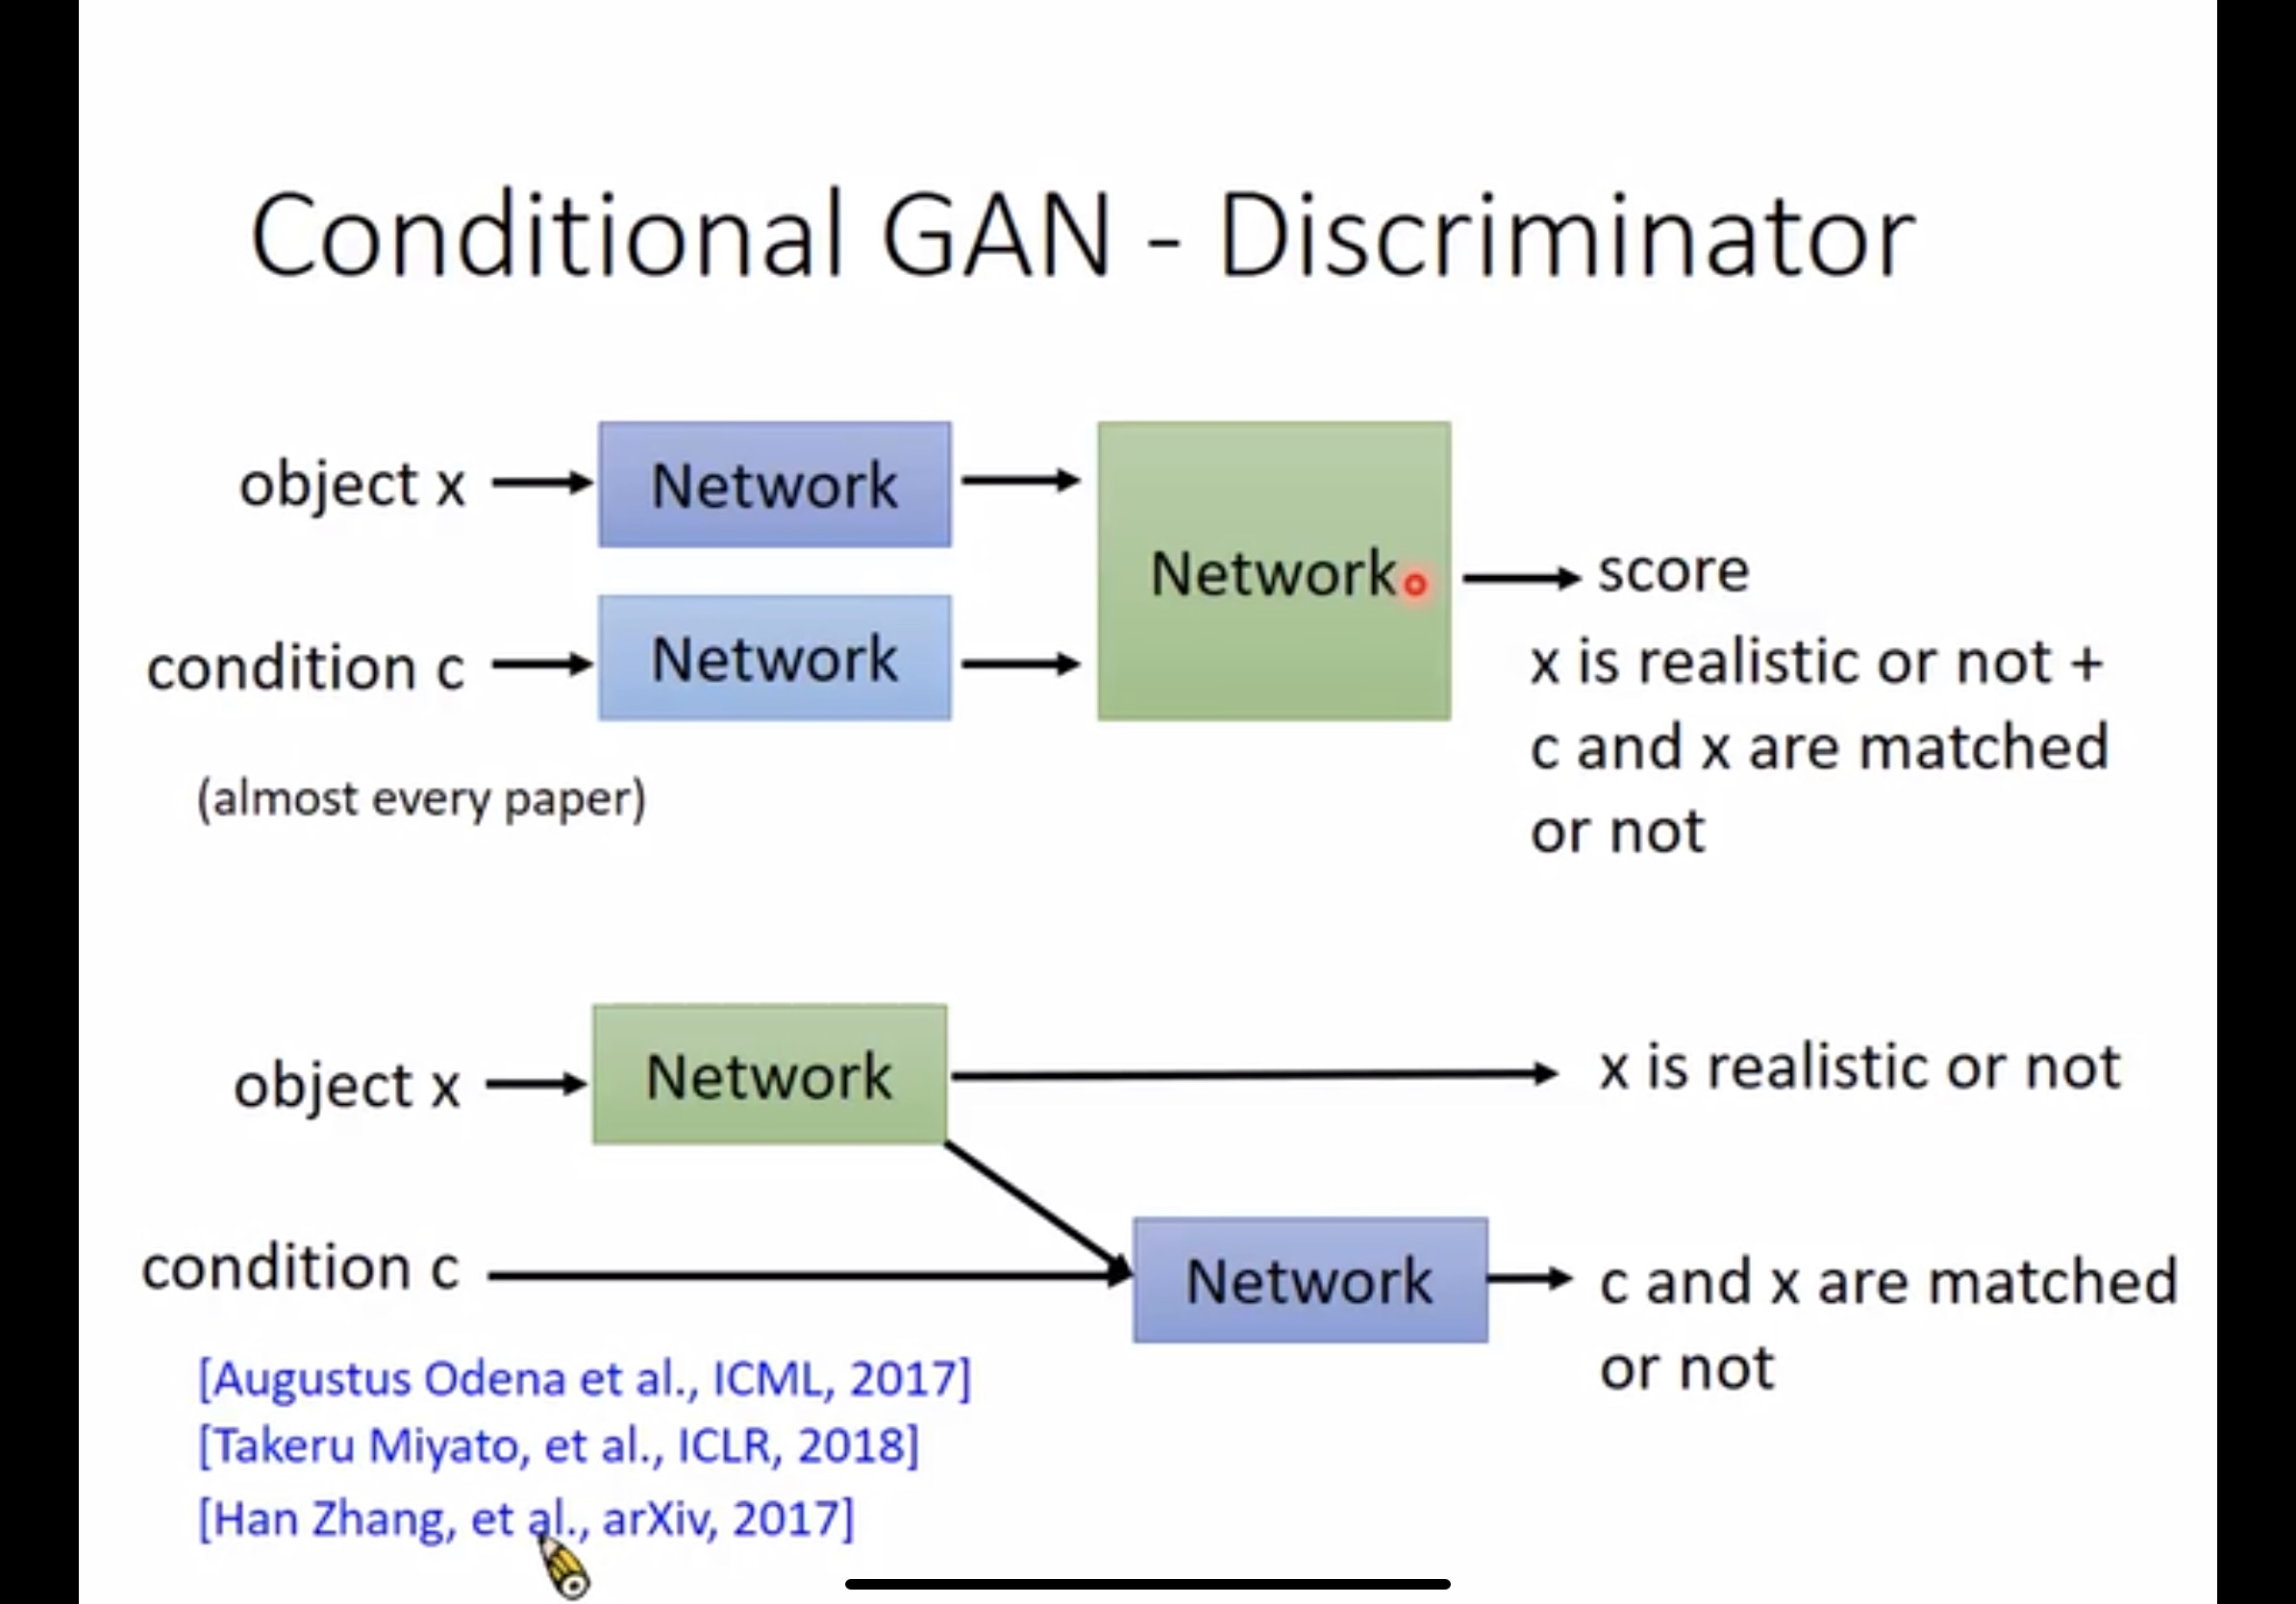 Conditional GAN - Discriminator
object x
Network
condition c
Network
(almost every paper)
Network
score
x is realistic or not +
c and x are matched
or not
object x
Network
x is realistic or not
condition c
Network
c and x are matched
or not
[Augustus Odena et al., ICML, 2017]
[Takeru Miyato, et al., ICLR, 2018]
[Han Zhang, et al., arXiv, 2017]